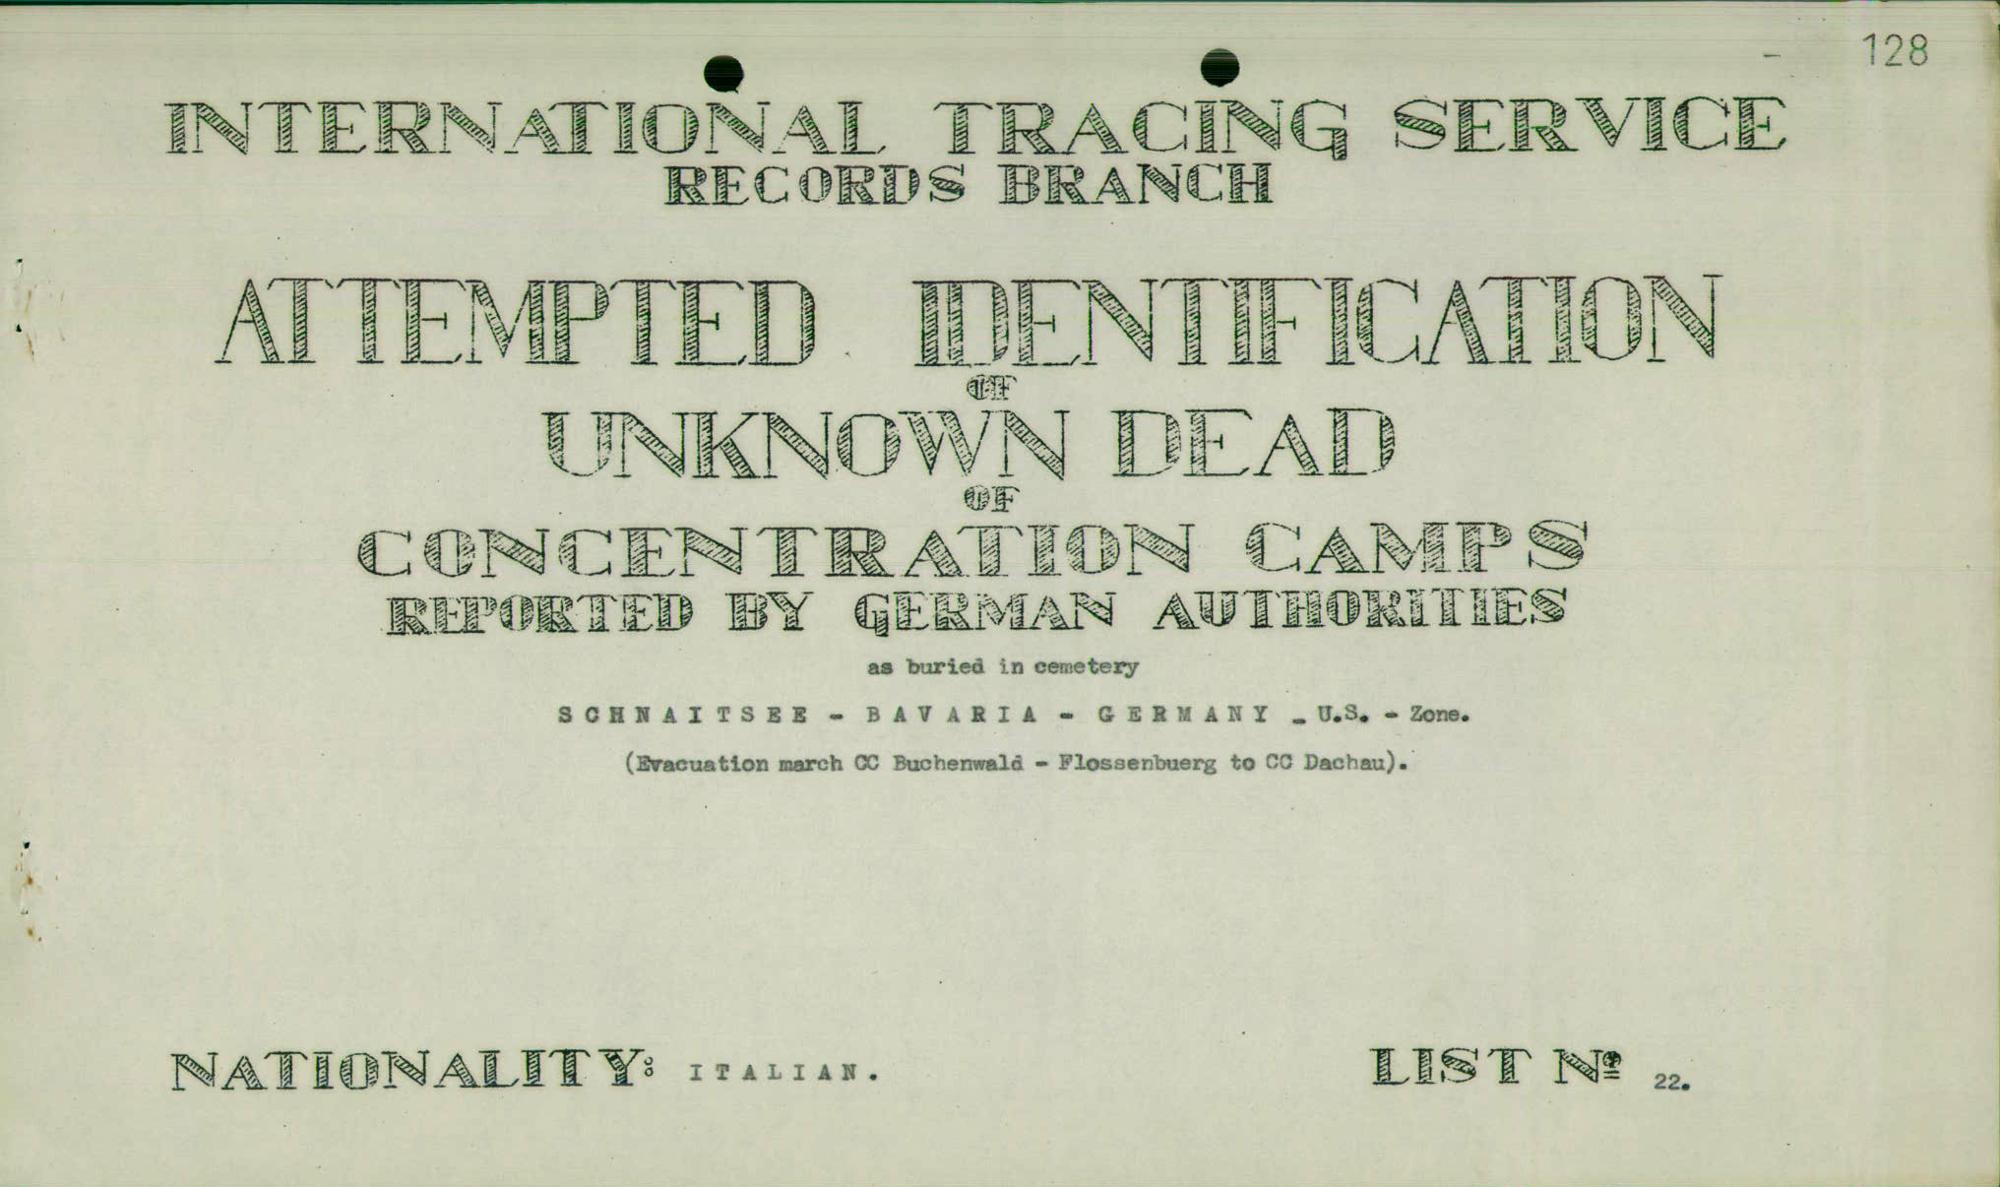 128
INTERNATIONAL TRACING SERVICE
RECORDS BRANCH
ATTEMPTED IDENTIFICATION
OF
UNKNOWN DEAD
OF
CONCENTRATION CAMPS
REPORTED BY GERMAN AUTHORITIES
as buried in cemetery
SCHNAITSEE - BAVARIA - GERMANY - U.S. - Zone.
(Evacuation march CC Buchenwald - Flossenbuerg to CC Dachau).
NATIONALITY: ITALIAN.
LIST Nº 22.